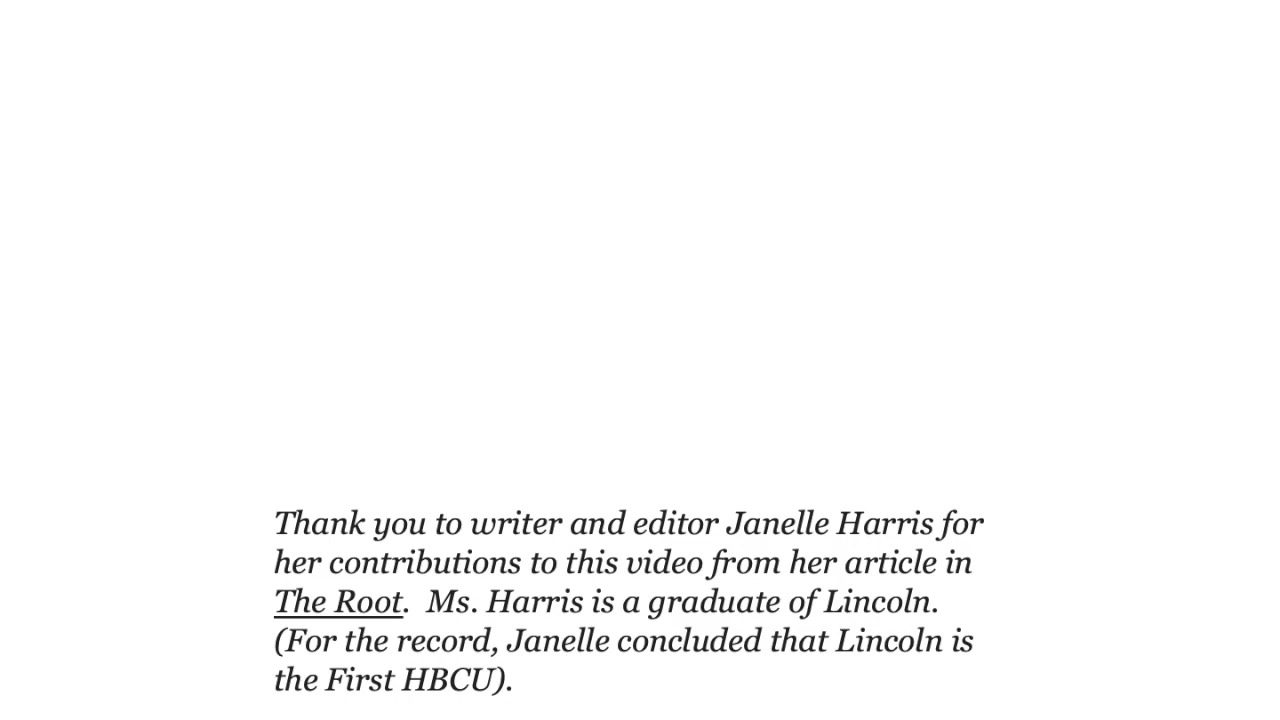 Thank you to writer and editor Janelle Harris for
her contributions to this video from her article in
The Root.  Ms. Harris is a graduate of Lincoln.
(For the record, Janelle concluded that Lincoln is
the First HBCU).